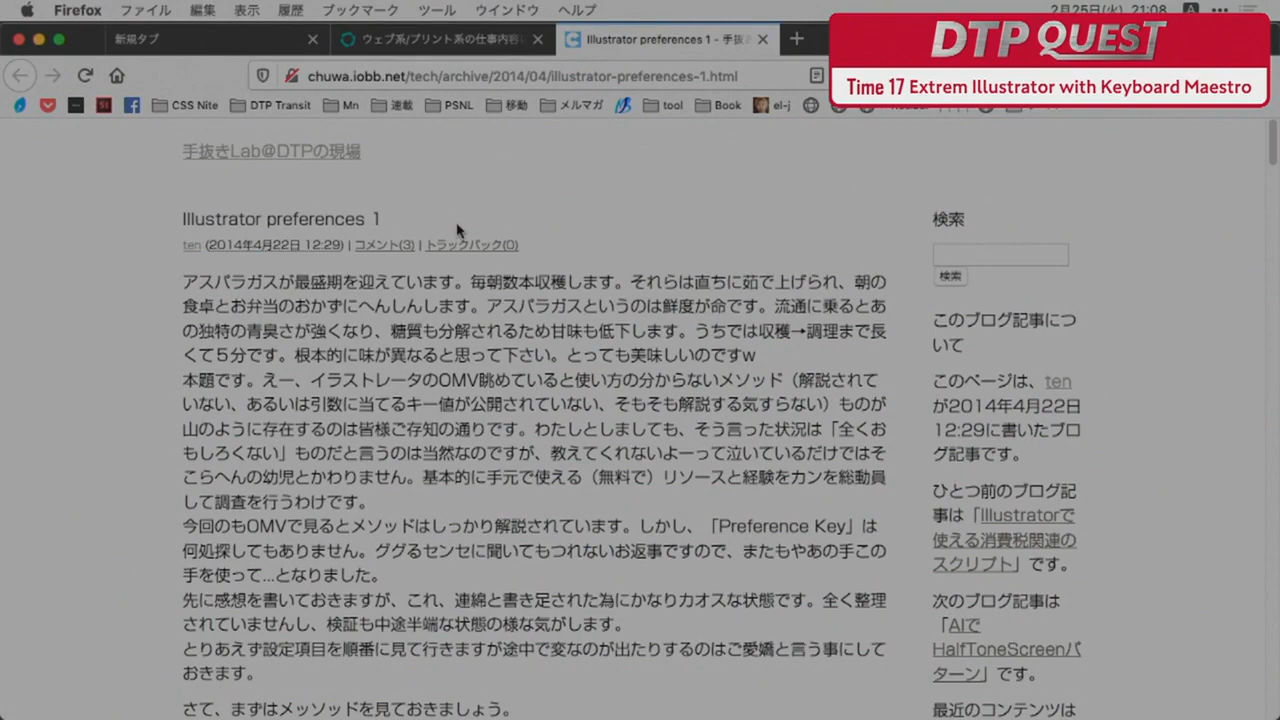 Firefox ファイル 編集 表示 履歴 ブックマーク ツール ウインドウ ヘルプ 2月25日(火) 21:08
新規タブ ウェブ系/プリント系の仕事内容に Illustrator preferences 1 - 手抜き
DTP QUEST
Time 17 Extrem Illustrator with Keyboard Maestro
chuwa.iobb.net/tech/archive/2014/04/illustrator-preferences-1.html
CSS Nite DTP Transit Mn 連載 PSNL 移動 メルマガ tool Book el-j
手抜きLab@DTPの現場
Illustrator preferences 1
ten (2014年4月22日 12:29) | コメント(3) | トラックバック(0)
アスパラガスが最盛期を迎えています。毎朝数本収穫します。それらは直ちに茹で上げられ、朝の
食卓とお弁当のおかずにへんしんします。アスパラガスというのは鮮度が命です。流通に乗るとあ
の独特の青臭さが強くなり、糖質も分解されるため甘味も低下します。うちでは収穫→調理まで長
くて５分です。根本的に味が異なると思って下さい。とっても美味しいのですw
本題です。えー、イラストレータのOMV眺めていると使い方の分からないメソッド（解説されて
いない、あるいは引数に当てるキー値が公開されていない、そもそも解説する気すらない）ものが
山のように存在するのは皆様ご存知の通りです。わたしとしましても、そう言った状況は「全くお
もしろくない」ものだと言うのは当然なのですが、教えてくれないよーって泣いているだけではそ
こらへんの幼児とかわりません。基本的に手元で使える（無料で）リソースと経験をカンを総動員
して調査を行うわけです。
今回のもOMVで見るとメソッドはしっかり解説されています。しかし、「Preference Key」は
何処探してもありません。ググるセンセに聞いてもつれないお返事ですので、またもやあの手この
手を使って...となりました。
先に感想を書いておきますが、これ、連綿と書き足された為にかなりカオスな状態です。全く整理
されていませんし、検証も中途半端な状態の様な気がします。
とりあえず設定項目を順番に見て行きますが途中で変なのが出たりするのはご愛嬌と言う事にして
おきます。
さて、まずはメッソッドを見ておきましょう。
検索
検索
このブログ記事につ
いて
このページは、ten
が2014年4月22日
12:29に書いたブロ
グ記事です。
ひとつ前のブログ記
事は「Illustratorで
使える消費税関連の
スクリプト」です。
次のブログ記事は
「AIで
HalfToneScreenパ
ターン」です。
最近のコンテンツは